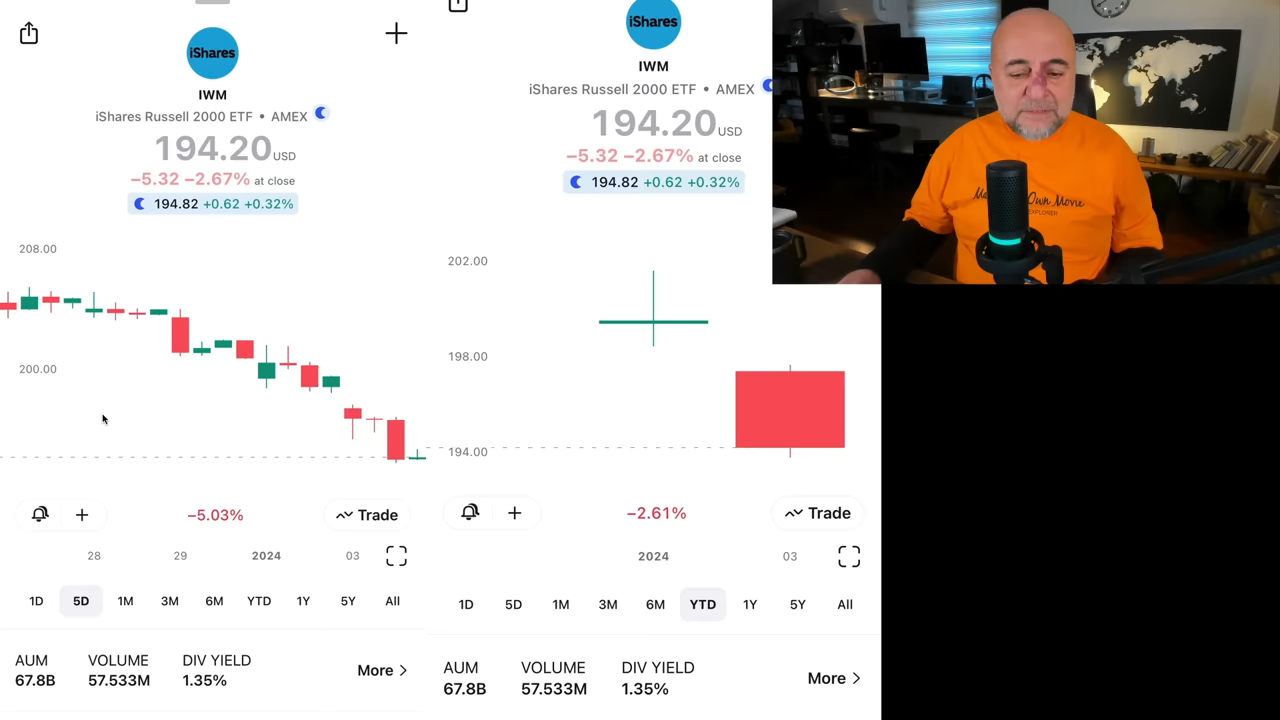 iShares
IWM
iShares Russell 2000 ETF • AMEX
194.20 USD
−5.32 −2.67% at close
194.82 +0.62 +0.32%
208.00
200.00
−5.03%
Trade
28 29 2024 03
1D 5D 1M 3M 6M YTD 1Y 5Y All
AUM VOLUME DIV YIELD
67.8B 57.533M 1.35%
More >
iShares
IWM
iShares Russell 2000 ETF • AMEX
194.20 USD
−5.32 −2.67% at close
194.82 +0.62 +0.32%
202.00
198.00
194.00
−2.61%
Trade
2024 03
1D 5D 1M 3M 6M YTD 1Y 5Y All
AUM VOLUME DIV YIELD
67.8B 57.533M 1.35%
More >
Own Movie
EXPLORER